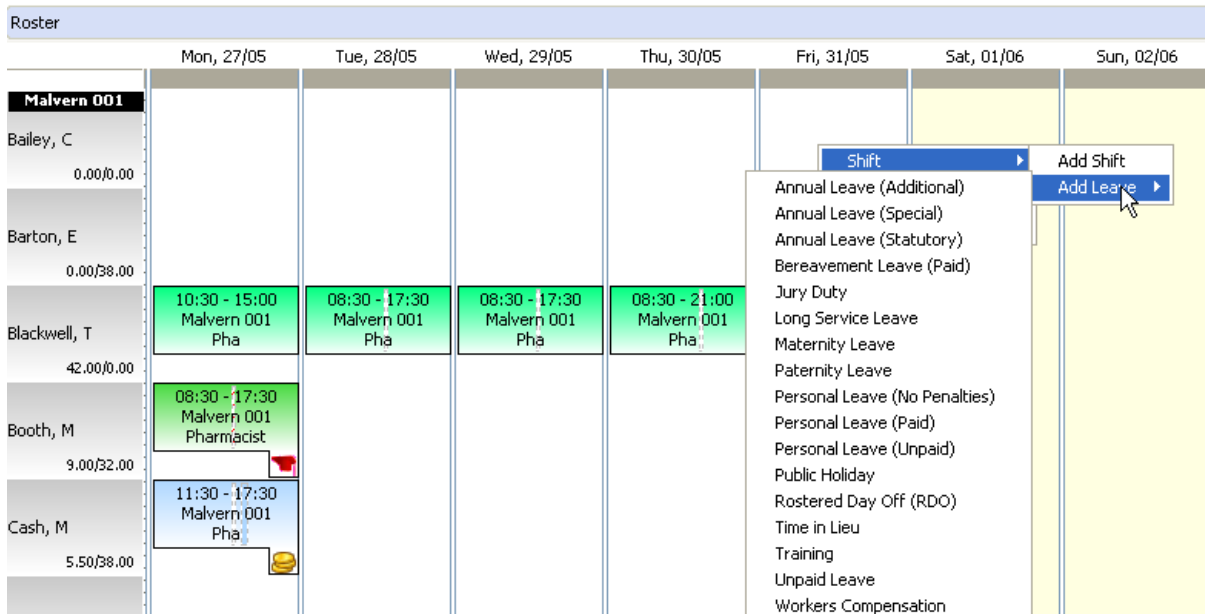 Roster
Mon, 27/05 Tue, 28/05 Wed, 29/05 Thu, 30/05 Fri, 31/05 Sat, 01/06 Sun, 02/06
Malvern 001
Bailey, C
0.00/0.00
Barton, E
0.00/38.00
Blackwell, T
42.00/0.00
10:30 - 15:00
Malvern 001
Pha
08:30 - 17:30
Malvern 001
Pha
08:30 - 17:30
Malvern 001
Pha
08:30 - 21:00
Malvern 001
Pha
Booth, M
9.00/32.00
08:30 - 17:30
Malvern 001
Pharmacist
Cash, M
5.50/38.00
11:30 - 17:30
Malvern 001
Pha
Shift
Add Shift
Add Leave
Annual Leave (Additional)
Annual Leave (Special)
Annual Leave (Statutory)
Bereavement Leave (Paid)
Jury Duty
Long Service Leave
Maternity Leave
Paternity Leave
Personal Leave (No Penalties)
Personal Leave (Paid)
Personal Leave (Unpaid)
Public Holiday
Rostered Day Off (RDO)
Time in Lieu
Training
Unpaid Leave
Workers Compensation